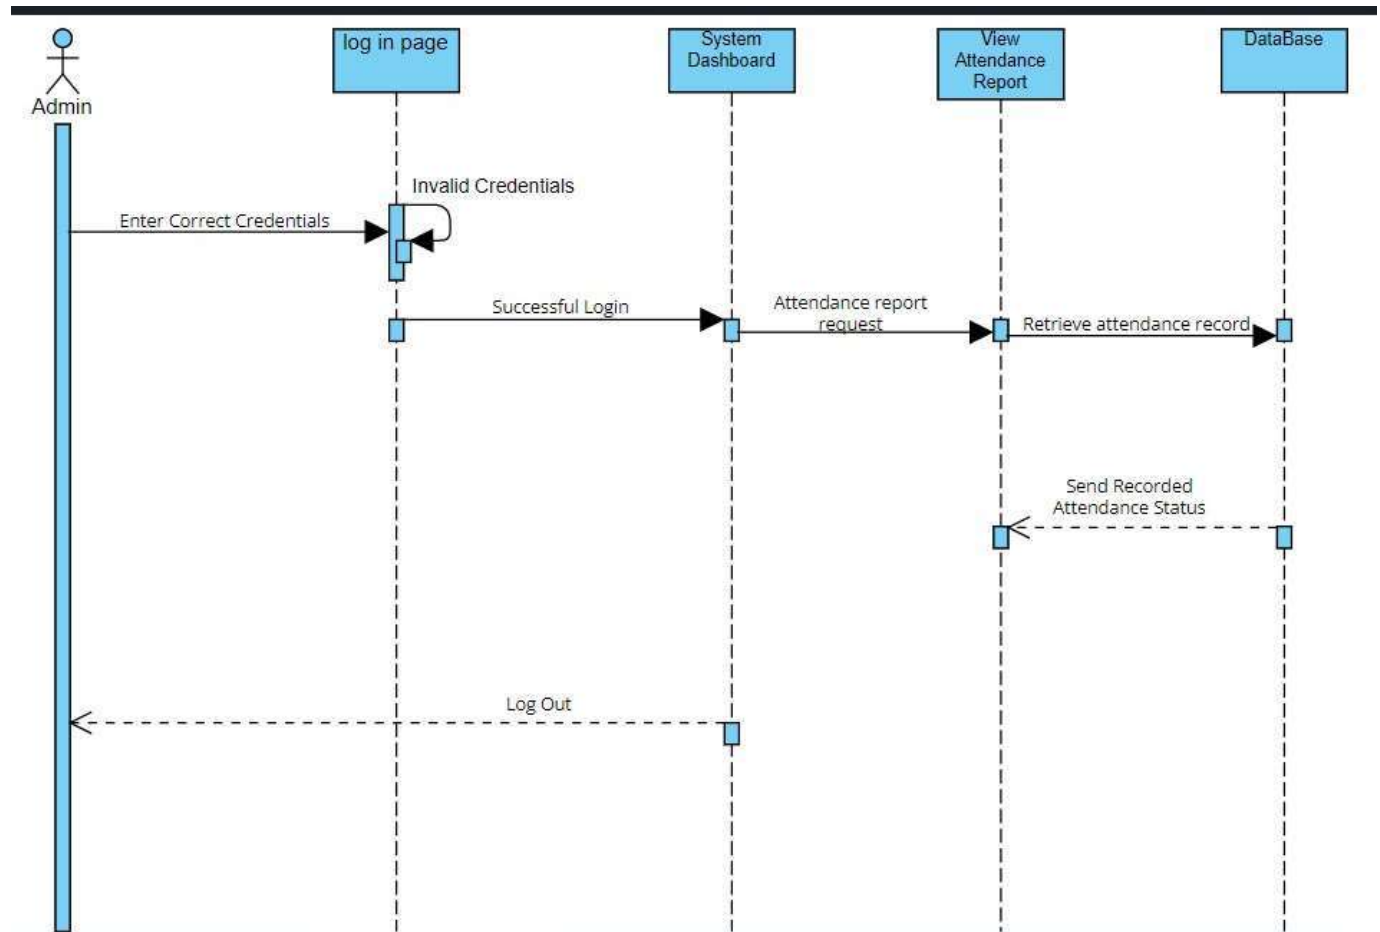 log in page
System
Dashboard
View
Attendance
Report
DataBase
Admin
Invalid Credentials
Enter Correct Credentials
Successful Login
Attendance report
request
Retrieve attendance record
Send Recorded
Attendance Status
Log Out